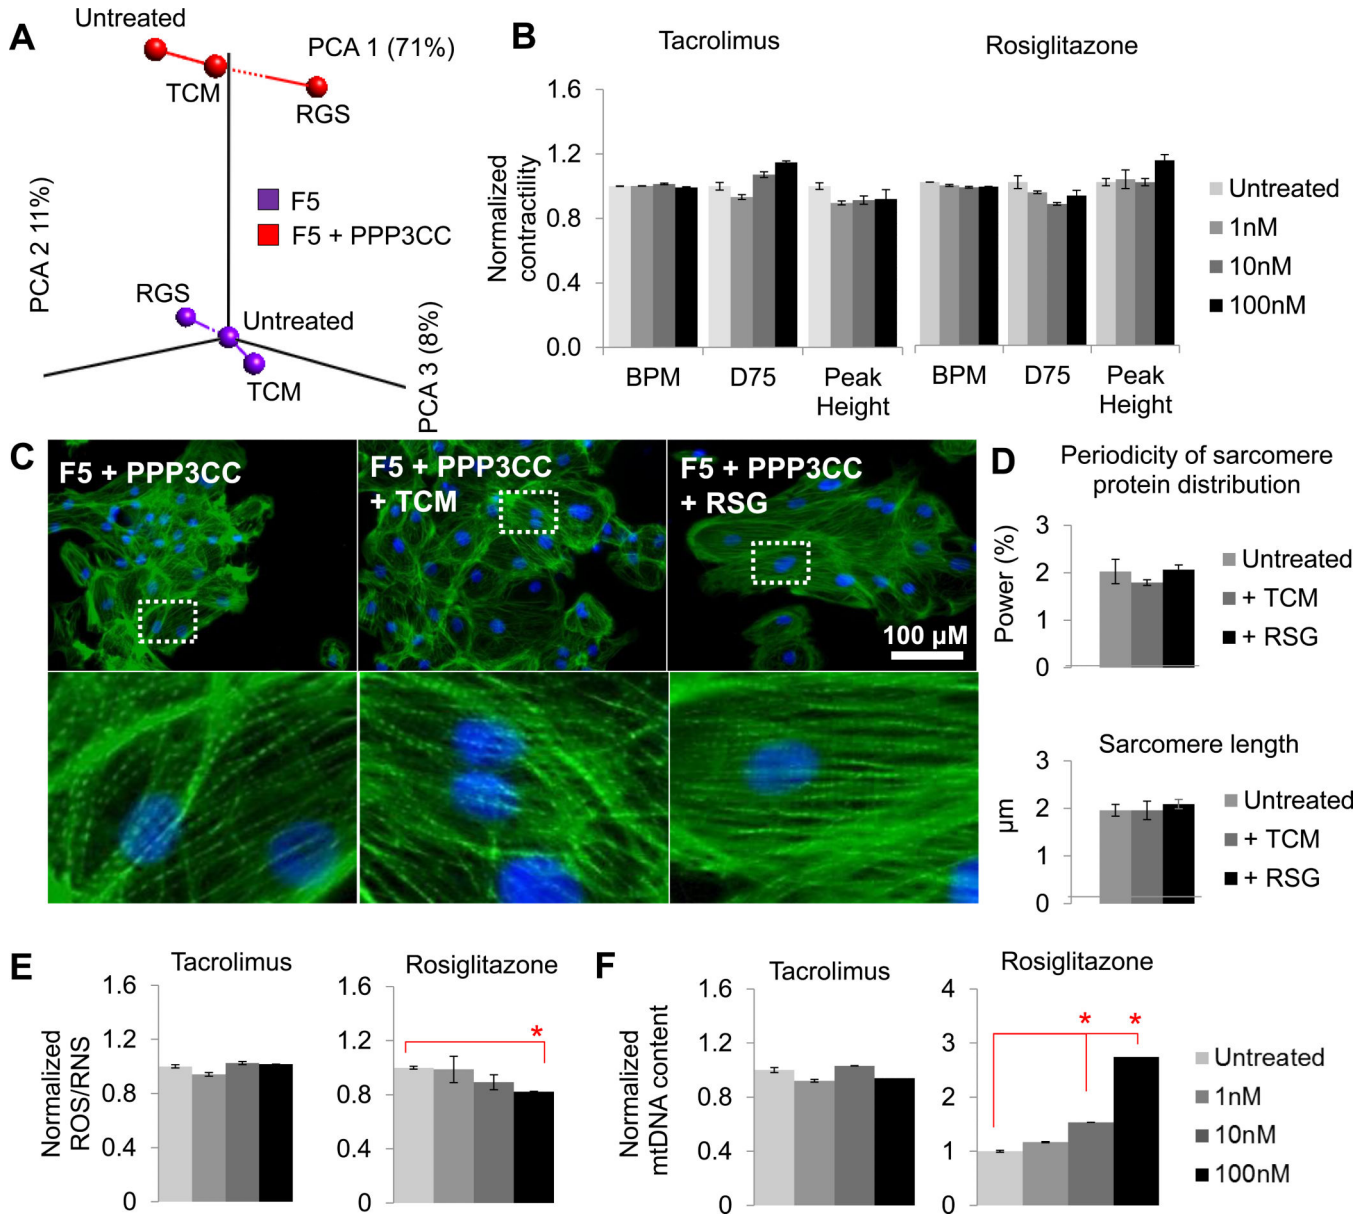 A
Untreated
PCA 1 (71%)
TCM
RGS
PCA 2 11%)
F5
F5 + PPP3CC
RGS
Untreated
TCM
PCA 3 (8%)
B
Tacrolimus
Rosiglitazone
Normalized
contractility
1.6
1.2
0.8
0.4
0.0
BPM
D75
Peak
Height
BPM
D75
Peak
Height
Untreated
1nM
10nM
100nM
C
F5 + PPP3CC
F5 + PPP3CC
+ TCM
F5 + PPP3CC
+ RSG
100 µM
D
Periodicity of sarcomere
protein distribution
Power (%)
3
2
1
0
Untreated
+ TCM
+ RSG
Sarcomere length
µm
3
2
1
0
Untreated
+ TCM
+ RSG
E
Tacrolimus
Normalized
ROS/RNS
1.6
1.2
0.8
0.4
0
Rosiglitazone
1.6
1.2
0.8
0.4
0
*
F
Tacrolimus
Normalized
mtDNA content
1.6
1.2
0.8
0.4
0
Rosiglitazone
4
3
2
1
0
* *
Untreated
1nM
10nM
100nM